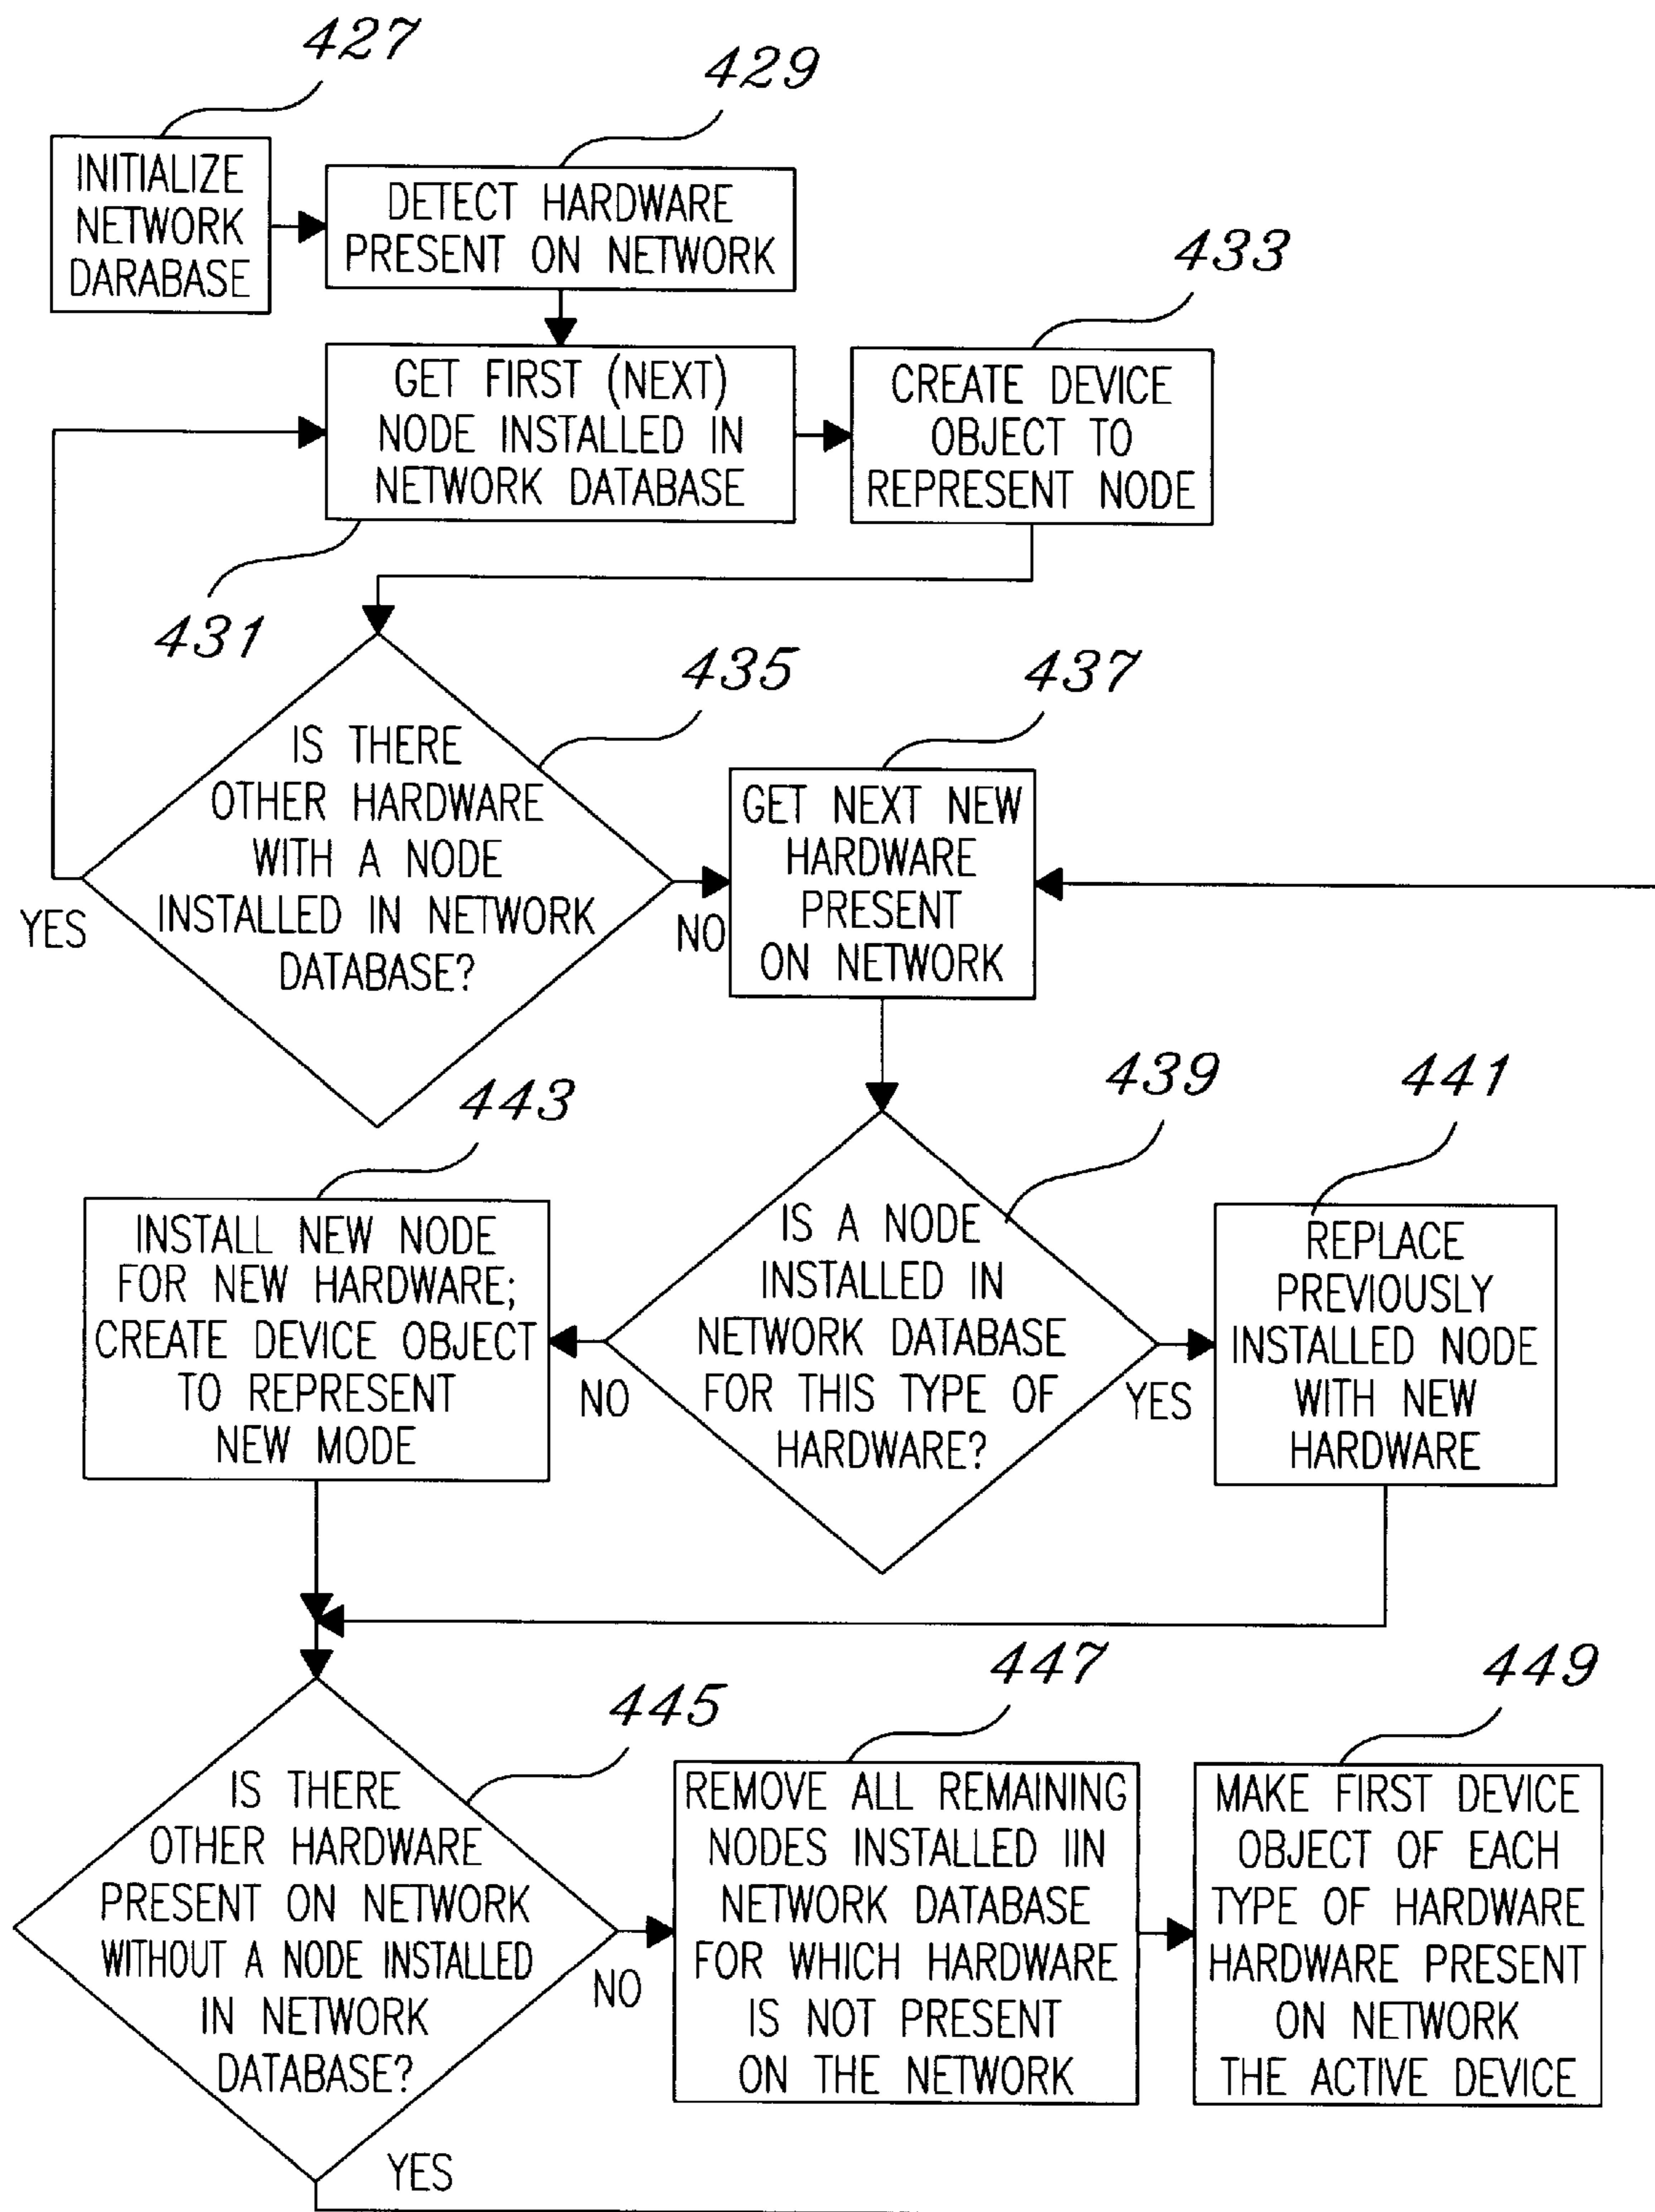 427
INITIALIZE
NETWORK
DARABASE
429
DETECT HARDWARE
PRESENT ON NETWORK
433
GET FIRST (NEXT)
NODE INSTALLED IN
NETWORK DATABASE
CREATE DEVICE
OBJECT TO
REPRESENT NODE
431
435
IS THERE
OTHER HARDWARE
WITH A NODE
INSTALLED IN NETWORK
DATABASE?
YES
NO
437
GET NEXT NEW
HARDWARE
PRESENT
ON NETWORK
439
IS A NODE
INSTALLED IN
NETWORK DATABASE
FOR THIS TYPE OF
HARDWARE?
NO
YES
441
REPLACE
PREVIOUSLY
INSTALLED NODE
WITH NEW
HARDWARE
443
INSTALL NEW NODE
FOR NEW HARDWARE;
CREATE DEVICE OBJECT
TO REPRESENT
NEW MODE
445
IS THERE
OTHER HARDWARE
PRESENT ON NETWORK
WITHOUT A NODE INSTALLED
IN NETWORK
DATABASE?
NO
YES
447
REMOVE ALL REMAINING
NODES INSTALLED IIN
NETWORK DATABASE
FOR WHICH HARDWARE
IS NOT PRESENT
ON THE NETWORK
449
MAKE FIRST DEVICE
OBJECT OF EACH
TYPE OF HARDWARE
HARDWARE PRESENT
ON NETWORK
THE ACTIVE DEVICE